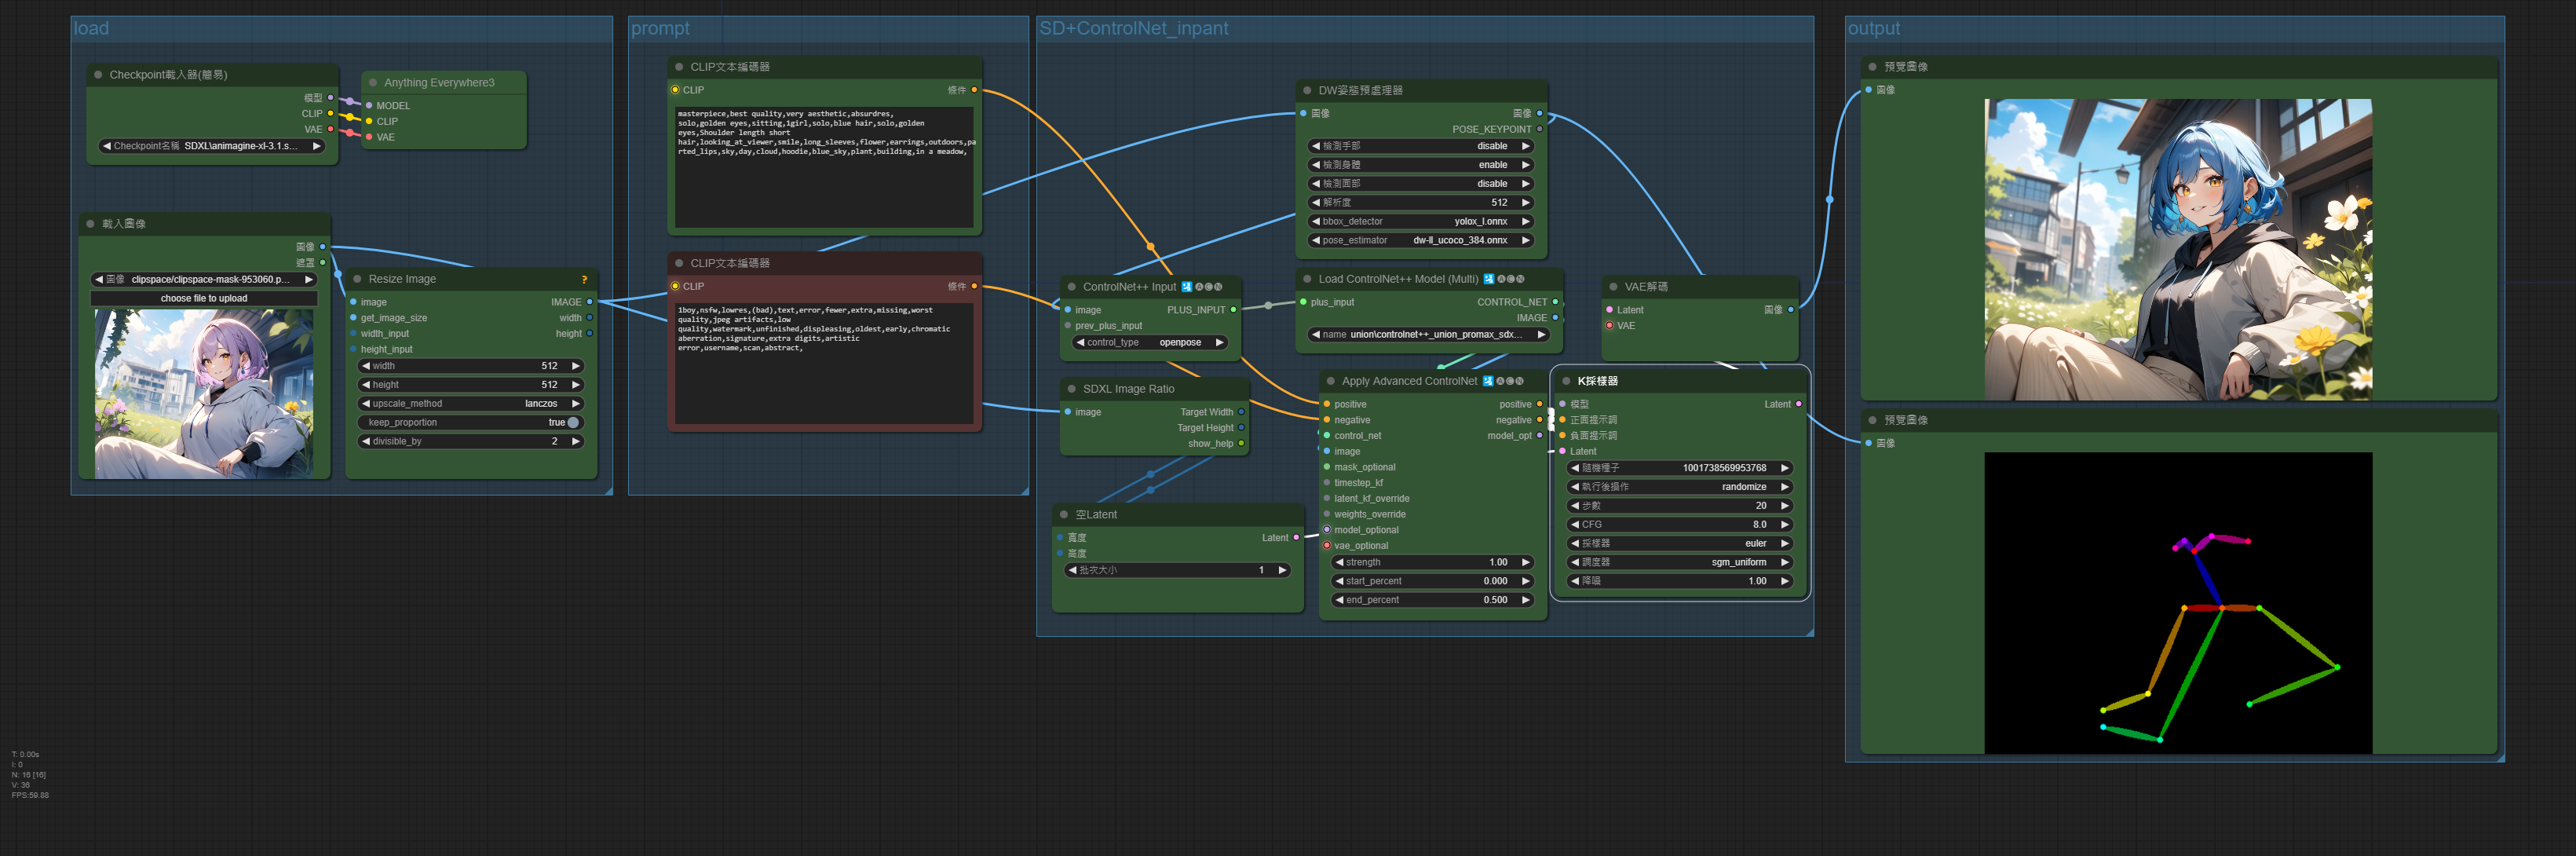 load
Checkpoint載入器(簡易)
模型
CLIP
VAE
Checkpoint名稱 SDXL\animagine-xl-3.1.s...
Anything Everywhere3
MODEL
CLIP
VAE
載入圖像
圖像
遮罩
圖像 clipspace/clipspace-mask-953060.p...
choose file to upload
Resize Image ?
image IMAGE
get_image_size width
width_input height
height_input
width 512
height 512
upscale_method lanczos
keep_proportion true
divisible_by 2
prompt
CLIP文本編碼器
CLIP 條件
masterpiece,best quality,very aesthetic,absurdres,
solo,golden eyes,sitting,1girl,solo,blue hair,solo,golden
eyes,Shoulder length short
hair,looking_at_viewer,smile,long_sleeves,flower,earrings,outdoors,pa
rted_lips,sky,day,cloud,hoodie,blue_sky,plant,building,in a meadow,
CLIP文本編碼器
CLIP 條件
1boy,nsfw,lowres,(bad),text,error,fewer,extra,missing,worst
quality,jpeg artifacts,low
quality,watermark,unfinished,displeasing,oldest,early,chromatic
aberration,signature,extra digits,artistic
error,username,scan,abstract,
SD+ControlNet_inpant
DW姿態預處理器
圖像 圖像
POSE_KEYPOINT
檢測手部 disable
檢測身體 enable
檢測面部 disable
解析度 512
bbox_detector yolox_l.onnx
pose_estimator dw-ll_ucoco_384.onnx
ControlNet++ Input 🛂🅐🅒🅝
image PLUS_INPUT
prev_plus_input
control_type openpose
Load ControlNet++ Model (Multi) 🛂🅐🅒🅝
plus_input CONTROL_NET
IMAGE
name union\controlnet++_union_promax_sdx...
VAE解碼
Latent 圖像
VAE
SDXL Image Ratio
image Target Width
Target Height
show_help
空Latent
寬度 Latent
高度
批次大小 1
Apply Advanced ControlNet 🛂🅐🅒🅝
positive positive
negative negative
control_net model_opt
image
mask_optional
timestep_kf
latent_kf_override
weights_override
model_optional
vae_optional
strength 1.00
start_percent 0.000
end_percent 0.500
K採樣器
模型 Latent
正面提示詞
負面提示詞
Latent
隨機種子 1001738569953768
執行後操作 randomize
步數 20
CFG 8.0
採樣器 euler
調度器 sgm_uniform
降噪 1.00
output
預覽圖像
圖像
預覽圖像
圖像
T: 0.00s
I: 0
N: 16 [16]
V: 36
FPS:59.88